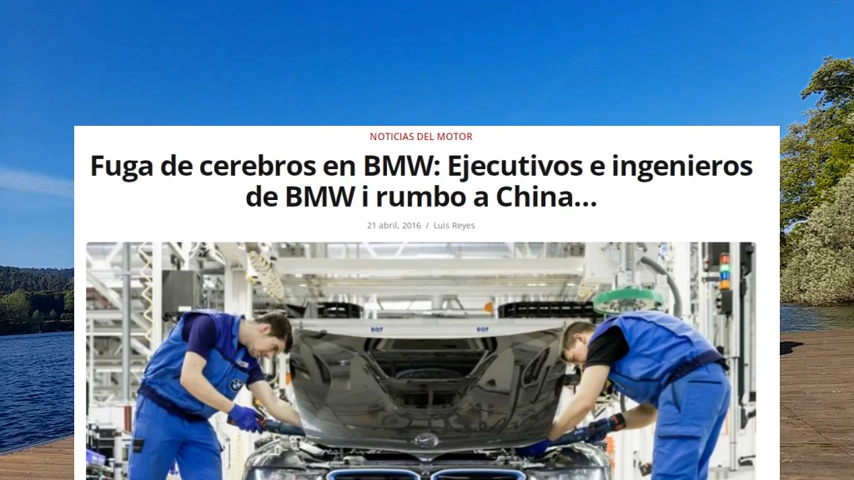 NOTICIAS DEL MOTOR
Fuga de cerebros en BMW: Ejecutivos e ingenieros
de BMW i rumbo a China...
21 abril, 2016 / Luis Reyes